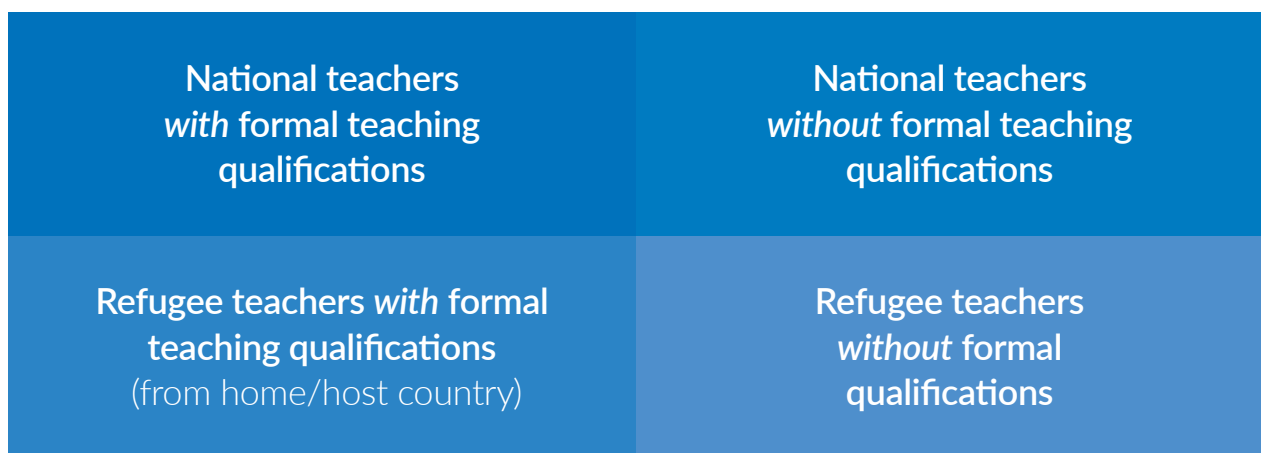 National teachers
with formal teaching
qualifications
National teachers
without formal teaching
qualifications
Refugee teachers with formal
teaching qualifications
(from home/host country)
Refugee teachers
without formal
qualifications